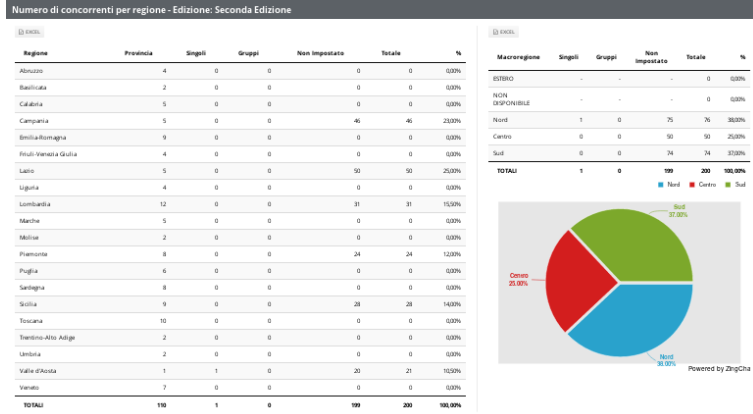 Numero di concorrenti per regione - Edizione: Seconda Edizione
EXCEL
Regione Provincia Singoli Gruppi Non Impostato Totale %
Abruzzo 4 0 0 0 0 0,00%
Basilicata 2 0 0 0 0 0,00%
Calabria 5 0 0 0 0 0,00%
Campania 5 0 0 46 46 23,00%
Emilia-Romagna 9 0 0 0 0 0,00%
Friuli-Venezia Giulia 4 0 0 0 0 0,00%
Lazio 5 0 0 50 50 25,00%
Liguria 4 0 0 0 0 0,00%
Lombardia 12 0 0 31 31 15,50%
Marche 5 0 0 0 0 0,00%
Molise 2 0 0 0 0 0,00%
Piemonte 8 0 0 24 24 12,00%
Puglia 6 0 0 0 0 0,00%
Sardegna 8 0 0 0 0 0,00%
Sicilia 9 0 0 28 28 14,00%
Toscana 10 0 0 0 0 0,00%
Trentino-Alto Adige 2 0 0 0 0 0,00%
Umbria 2 0 0 0 0 0,00%
Valle d'Aosta 1 1 0 20 21 10,50%
Veneto 7 0 0 0 0 0,00%
TOTALI 110 1 0 199 200 100,00%
EXCEL
Macroregione Singoli Gruppi Non Impostato Totale %
ESTERO - - - 0 0,00%
NON DISPONIBILE - - - 0 0,00%
Nord 1 0 75 76 38,00%
Centro 0 0 50 50 25,00%
Sud 0 0 74 74 37,00%
TOTALI 1 0 199 200 100,00%
Nord Centro Sud
Sud
37.00%
Centro
25.00%
Nord
38.00%
Powered by ZingCha